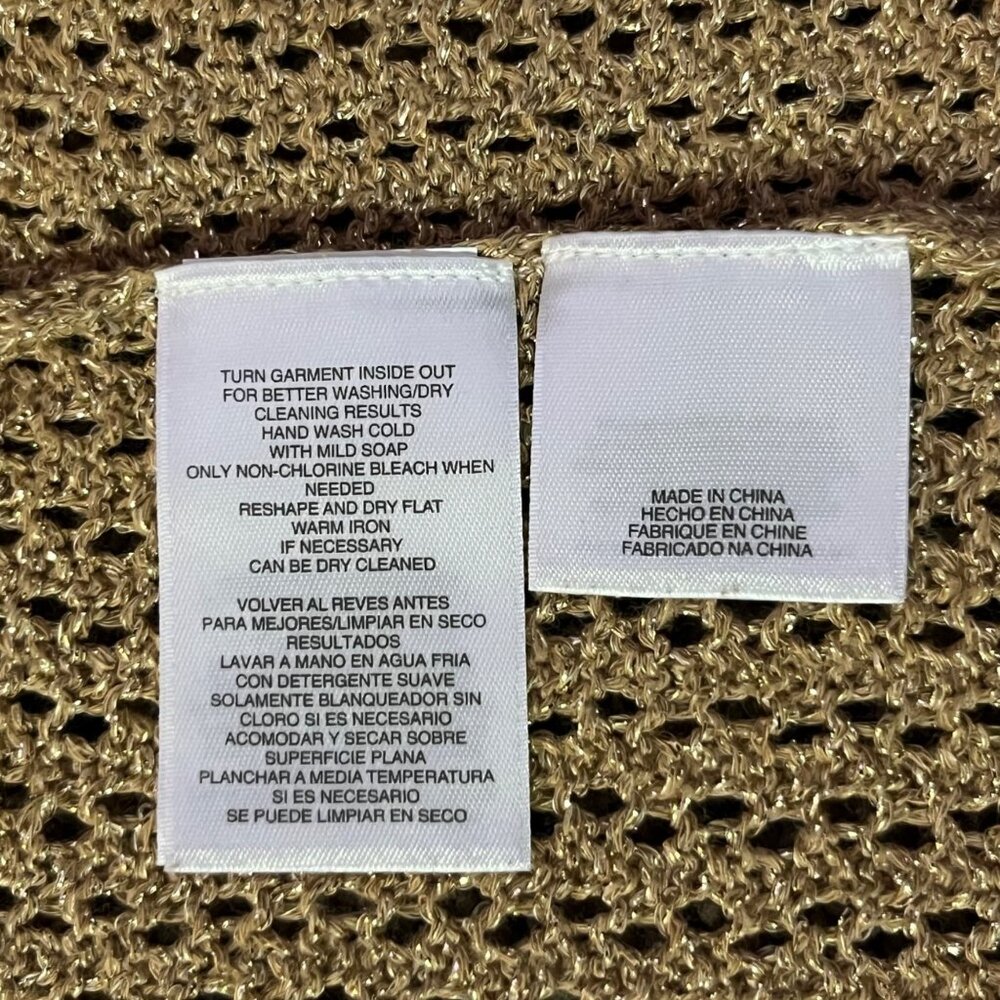 TURN GARMENT INSIDE OUT
FOR BETTER WASHING/DRY
CLEANING RESULTS
HAND WASH COLD
WITH MILD SOAP
ONLY NON-CHLORINE BLEACH WHEN
NEEDED
RESHAPE AND DRY FLAT
WARM IRON
IF NECESSARY
CAN BE DRY CLEANED
VOLVER AL REVES ANTES
PARA MEJORES/LIMPIAR EN SECO
RESULTADOS
LAVAR A MANO EN AGUA FRIA
CON DETERGENTE SUAVE
SOLAMENTE BLANQUEADOR SIN
CLORO SI ES NECESARIO
ACOMODAR Y SECAR SOBRE
SUPERFICIE PLANA
PLANCHAR A MEDIA TEMPERATURA
SI ES NECESARIO
SE PUEDE LIMPIAR EN SECO
MADE IN CHINA
HECHO EN CHINA
FABRIQUE EN CHINE
FABRICADO NA CHINA